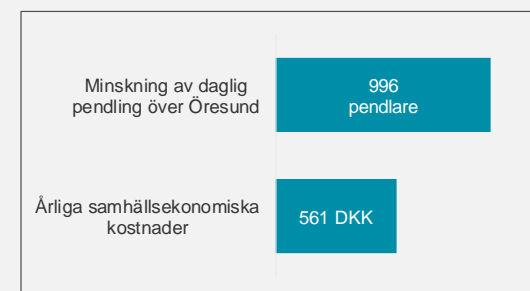 Minskning av daglig
pendling över Öresund
996
pendlare
Årliga samhällsekonomiska
kostnader
561 DKK